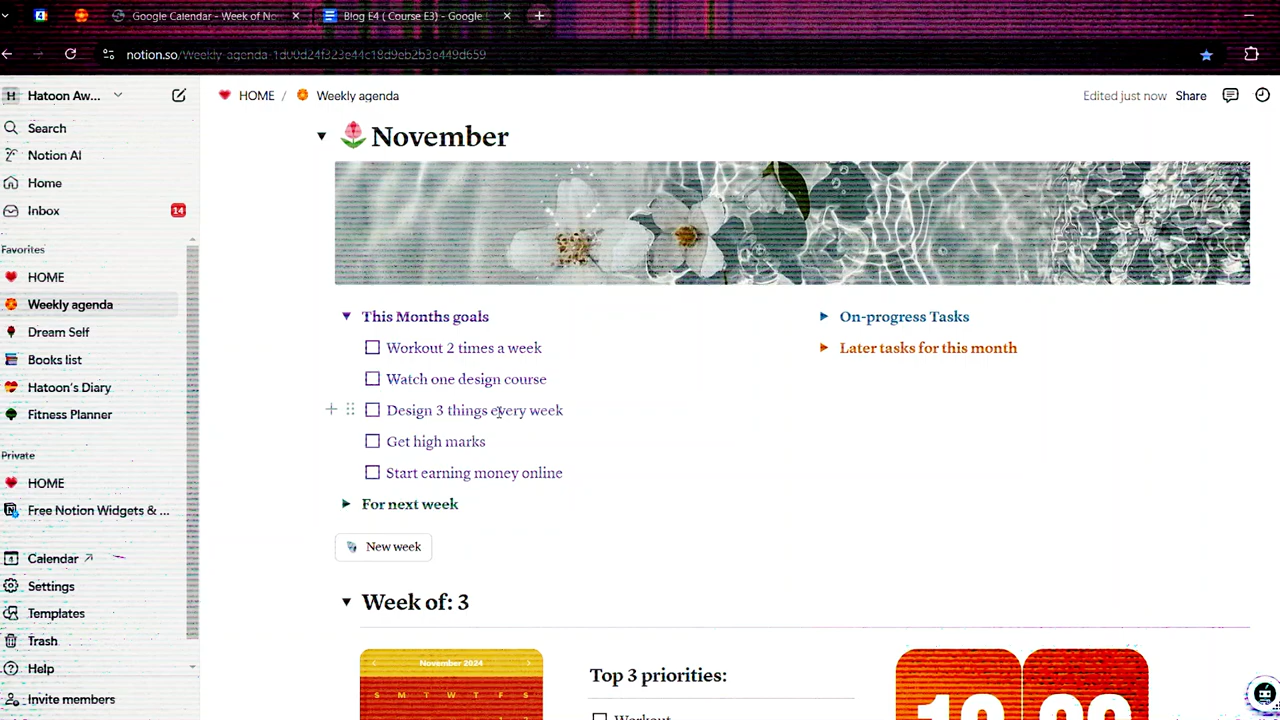 Google Calendar - Week of No
Blog E4 ( Course E3) - Google
notion.so/Weekly-agenda-1d00d24f323e44c18d9eb2b3e449d659
H Hatoon Aw...
HOME / Weekly agenda
Edited just now
Share
Search
Notion AI
Home
Inbox
14
Favorites
HOME
Weekly agenda
Dream Self
Books list
Hatoon's Diary
Fitness Planner
Private
HOME
Free Notion Widgets & ...
Calendar ↗
Settings
Templates
Trash
Help
Invite members
November
This Months goals
Workout 2 times a week
Watch one design course
Design 3 things every week
Get high marks
Start earning money online
For next week
On-progress Tasks
Later tasks for this month
New week
Week of: 3
November 2024
S M T W T F S
Top 3 priorities:
Workout